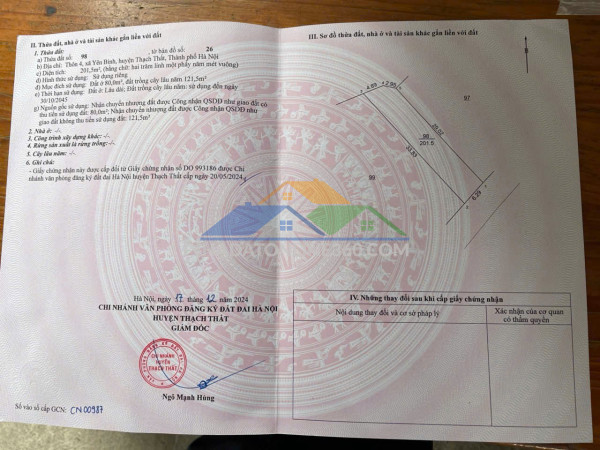 II. Thửa đất, nhà ở và tài sản khác gắn liền với đất
1. Thửa đất:
a) Thửa đất số: 98 , tờ bản đồ số: 26
b) Địa chỉ: Thôn 4, xã Yên Bình, huyện Thạch Thất, Thành phố Hà Nội
c) Diện tích: 201,5m², (bằng chữ: hai trăm linh một phẩy năm mét vuông)
d) Hình thức sử dụng: Sử dụng riêng
đ) Mục đích sử dụng: Đất ở 80,0m²; đất trồng cây lâu năm 121,5m²
e) Thời hạn sử dụng: Đất ở: Lâu dài; Đất trồng cây lâu năm: sử dụng đến ngày
30/10/2045
g) Nguồn gốc sử dụng: Nhận chuyển nhượng đất được Công nhận QSDĐ như giao đất có
thu tiền sử dụng đất: 80,0m²; Nhận chuyển nhượng đất được Công nhận QSDĐ như
giao đất không thu tiền sử dụng đất: 121,5m²
2. Nhà ở: -/-.
3. Công trình xây dựng khác: -/-.
4. Rừng sản xuất là rừng trồng: -/-.
5. Cây lâu năm: -/-.
6. Ghi chú:
- Giấy chứng nhận này được cấp đổi từ Giấy chứng nhận số DO 993186 được Chi
nhánh văn phòng đăng ký đất đai Hà Nội huyện Thạch Thất cấp ngày 20/05/2024
Hà Nội, ngày 17 tháng 12 năm 2024
CHI NHÁNH VĂN PHÒNG ĐĂNG KÝ ĐẤT ĐAI HÀ NỘI
HUYỆN THẠCH THẤT
GIÁM ĐỐC
CHI NHÁNH
HUYỆN
THẠCH THẤT
Ngô Mạnh Hùng
Số vào sổ cấp GCN: CN 00987
III. Sơ đồ thửa đất, nhà ở và tài sản khác gắn liền với đất
4.85
2.95
97
98
201.5
33.93
99
6.29
IV. Những thay đổi sau khi cấp giấy chứng nhận
Nội dung thay đổi và cơ sở pháp lý
Xác nhận của cơ quan
có thẩm quyền